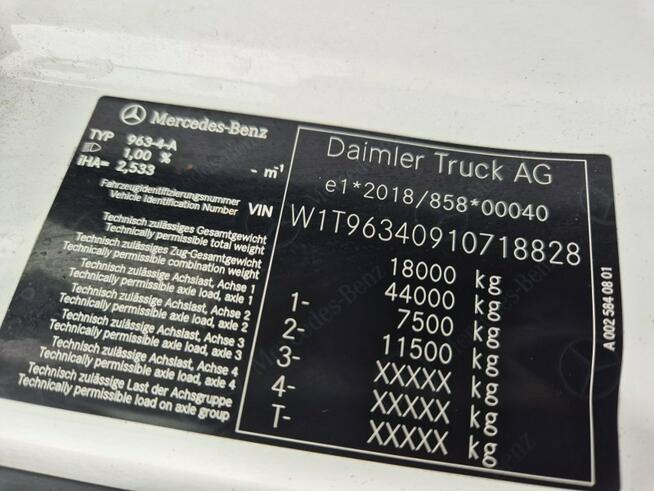 Mercedes-Benz
TYP 963-4-A
1,00 %
iHA= 2,533 - m⁻¹
Fahrzeugidentifizierungsnummer
Vehicle Identification Number VIN
Technisch zulässiges Gesamtgewicht
Technically permissible total weight
Technisch zulässiges Zug-Gesamtgewicht
Technically permissible combination weight
Technisch zulässige Achslast, Achse 1
Technically permissible axle load, axle 1
Technisch zulässige Achslast, Achse 2
Technically permissible axle load, axle 2
Technisch zulässige Achslast, Achse 3
Technically permissible axle load, axle 3
Technisch zulässige Achslast, Achse 4
Technically permissible axle load, axle 4
Technisch zulässige Last der Achsgruppe
Technically permissible load on axle group
Daimler Truck AG
e1*2018/858*00040
W1T96340910718828
18000 kg
44000 kg
1- 7500 kg
2- 11500 kg
3- XXXXX kg
4- XXXXX kg
T- XXXXX kg
A 002 584 08 01